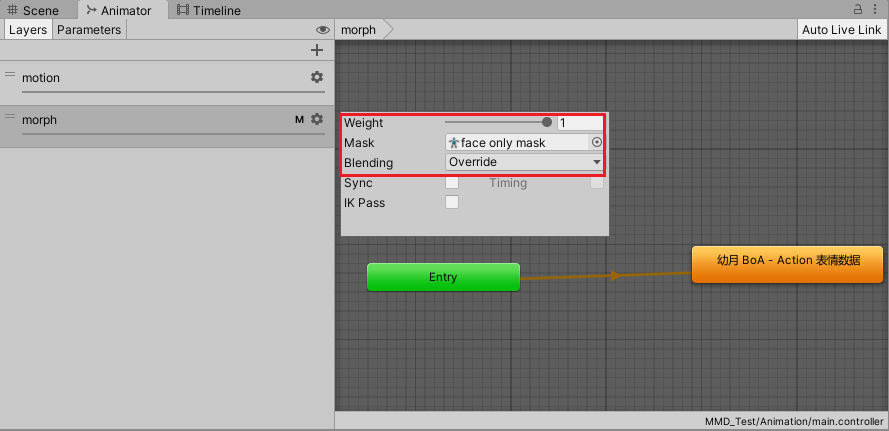 Scene Animator Timeline
Layers Parameters morph Auto Live Link
motion
morph M
Weight 1
Mask face only mask
Blending Override
Sync Timing
IK Pass
Entry
幼月 BoA - Action 表情数据
MMD_Test/Animation/main.controller